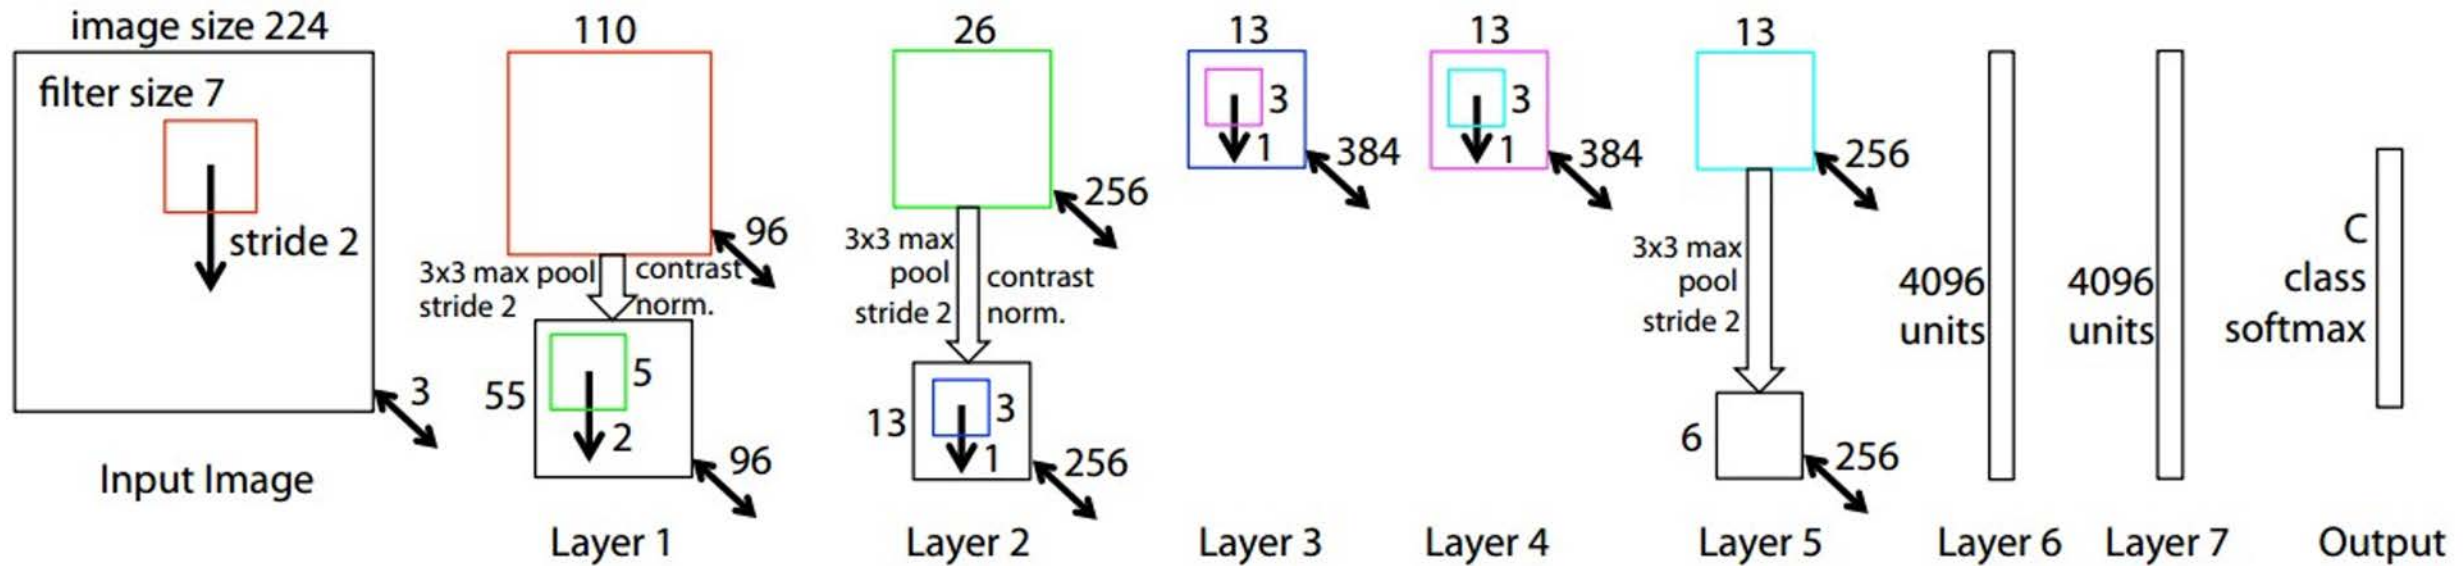 image size 224
filter size 7
stride 2
3
Input Image
110
96
3x3 max pool
stride 2
contrast
norm.
55
5
2
96
Layer 1
26
256
3x3 max
pool
stride 2
contrast
norm.
13
3
1
256
Layer 2
13
3
1
384
Layer 3
13
3
1
384
Layer 4
13
256
3x3 max
pool
stride 2
6
256
Layer 5
4096
units
Layer 6
4096
units
Layer 7
C
class
softmax
Output